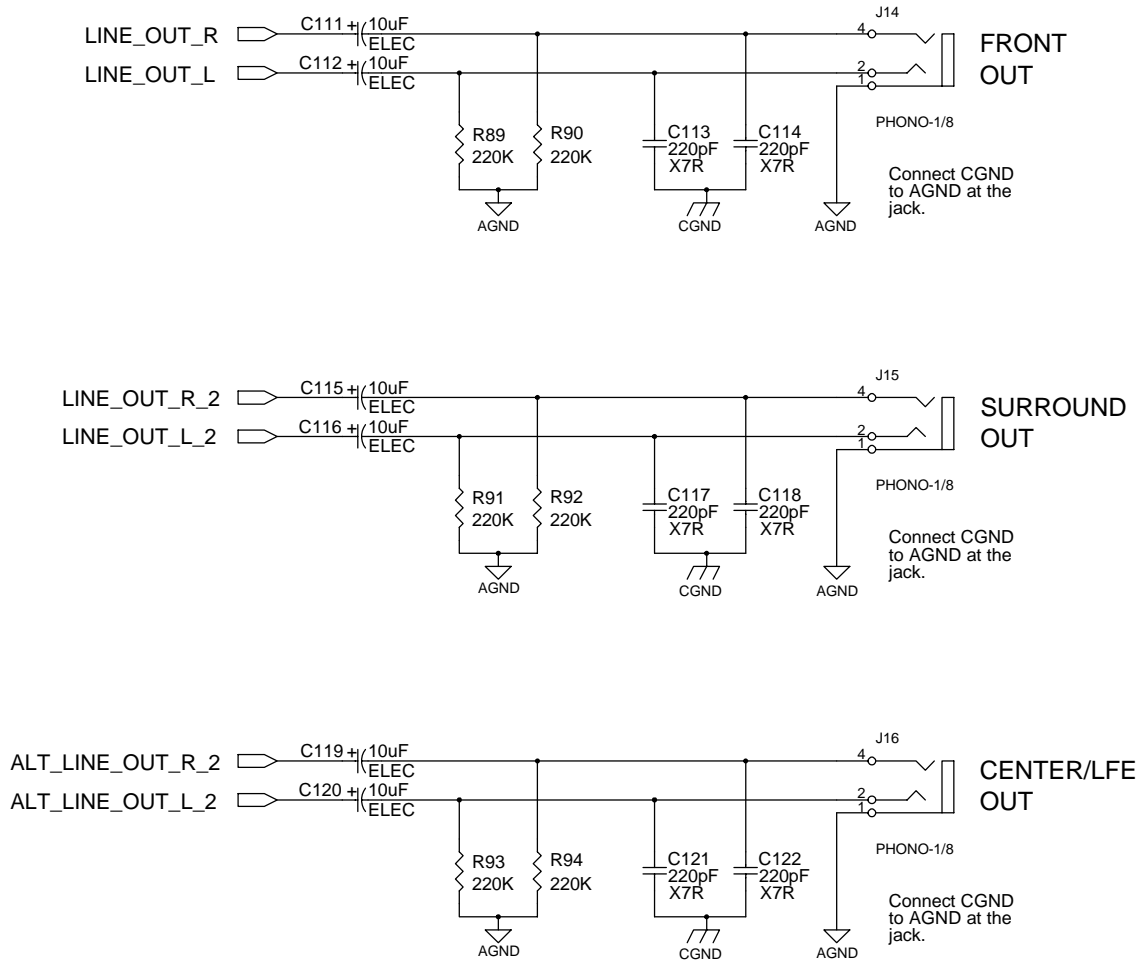 J14
C111 + 10uF
ELEC
4
LINE_OUT_R
FRONT
OUT
C112 + 10uF
ELEC
2
LINE_OUT_L
1
R89
220K
R90
220K
C113
220pF
X7R
C114
220pF
X7R
PHONO-1/8
Connect CGND
to AGND at the
jack.
AGND
CGND
AGND
J15
C115 + 10uF
ELEC
4
LINE_OUT_R_2
SURROUND
OUT
C116 + 10uF
ELEC
2
LINE_OUT_L_2
1
R91
220K
R92
220K
C117
220pF
X7R
C118
220pF
X7R
PHONO-1/8
Connect CGND
to AGND at the
jack.
AGND
CGND
AGND
J16
C119 + 10uF
ELEC
4
ALT_LINE_OUT_R_2
CENTER/LFE
OUT
C120 + 10uF
ELEC
2
ALT_LINE_OUT_L_2
1
R93
220K
R94
220K
C121
220pF
X7R
C122
220pF
X7R
PHONO-1/8
Connect CGND
to AGND at the
jack.
AGND
CGND
AGND